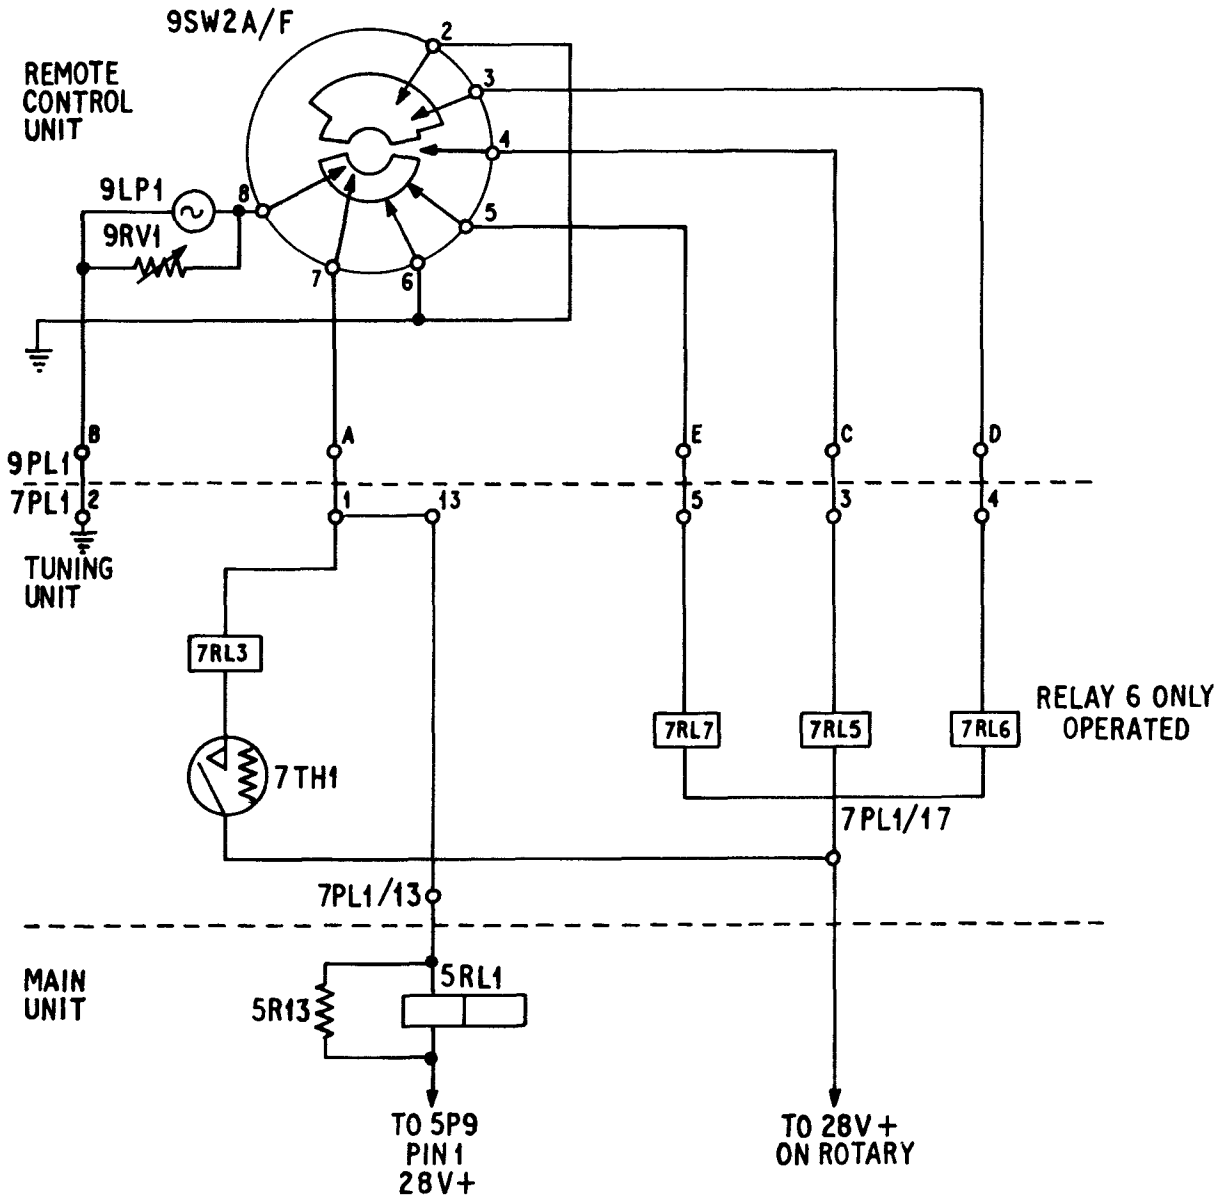 9SW2A/F
REMOTE
CONTROL
UNIT
2
3
4
5
6
7
8
9LP1
9RV1
B
A
E
C
D
9PL1
7PL1
2
1
13
5
3
4
TUNING
UNIT
7RL3
7TH1
7RL7
7RL5
7RL6
RELAY 6 ONLY
OPERATED
7PL1/17
7PL1/13
MAIN
UNIT
5RL1
5R13
TO 5P9
PIN 1
28V+
TO 28V+
ON ROTARY